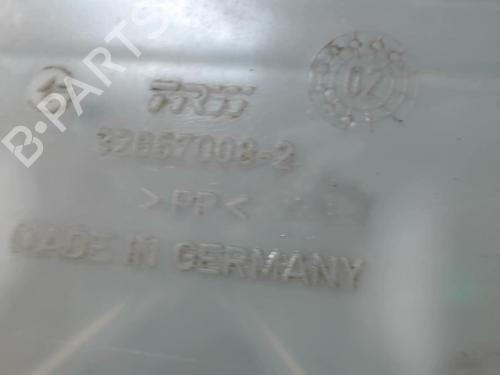 B-PARTS
02
TRW
32067008-2
>PP<
MADE IN GERMANY